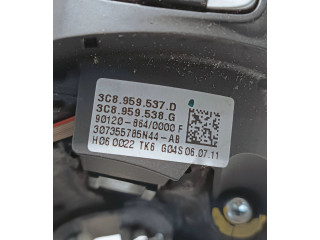 3C8.959.537.D
3C8.959.538.G
90120-864/0000 F
307355785N44-AB
H06 0022 TK6 G04S 06.07.11